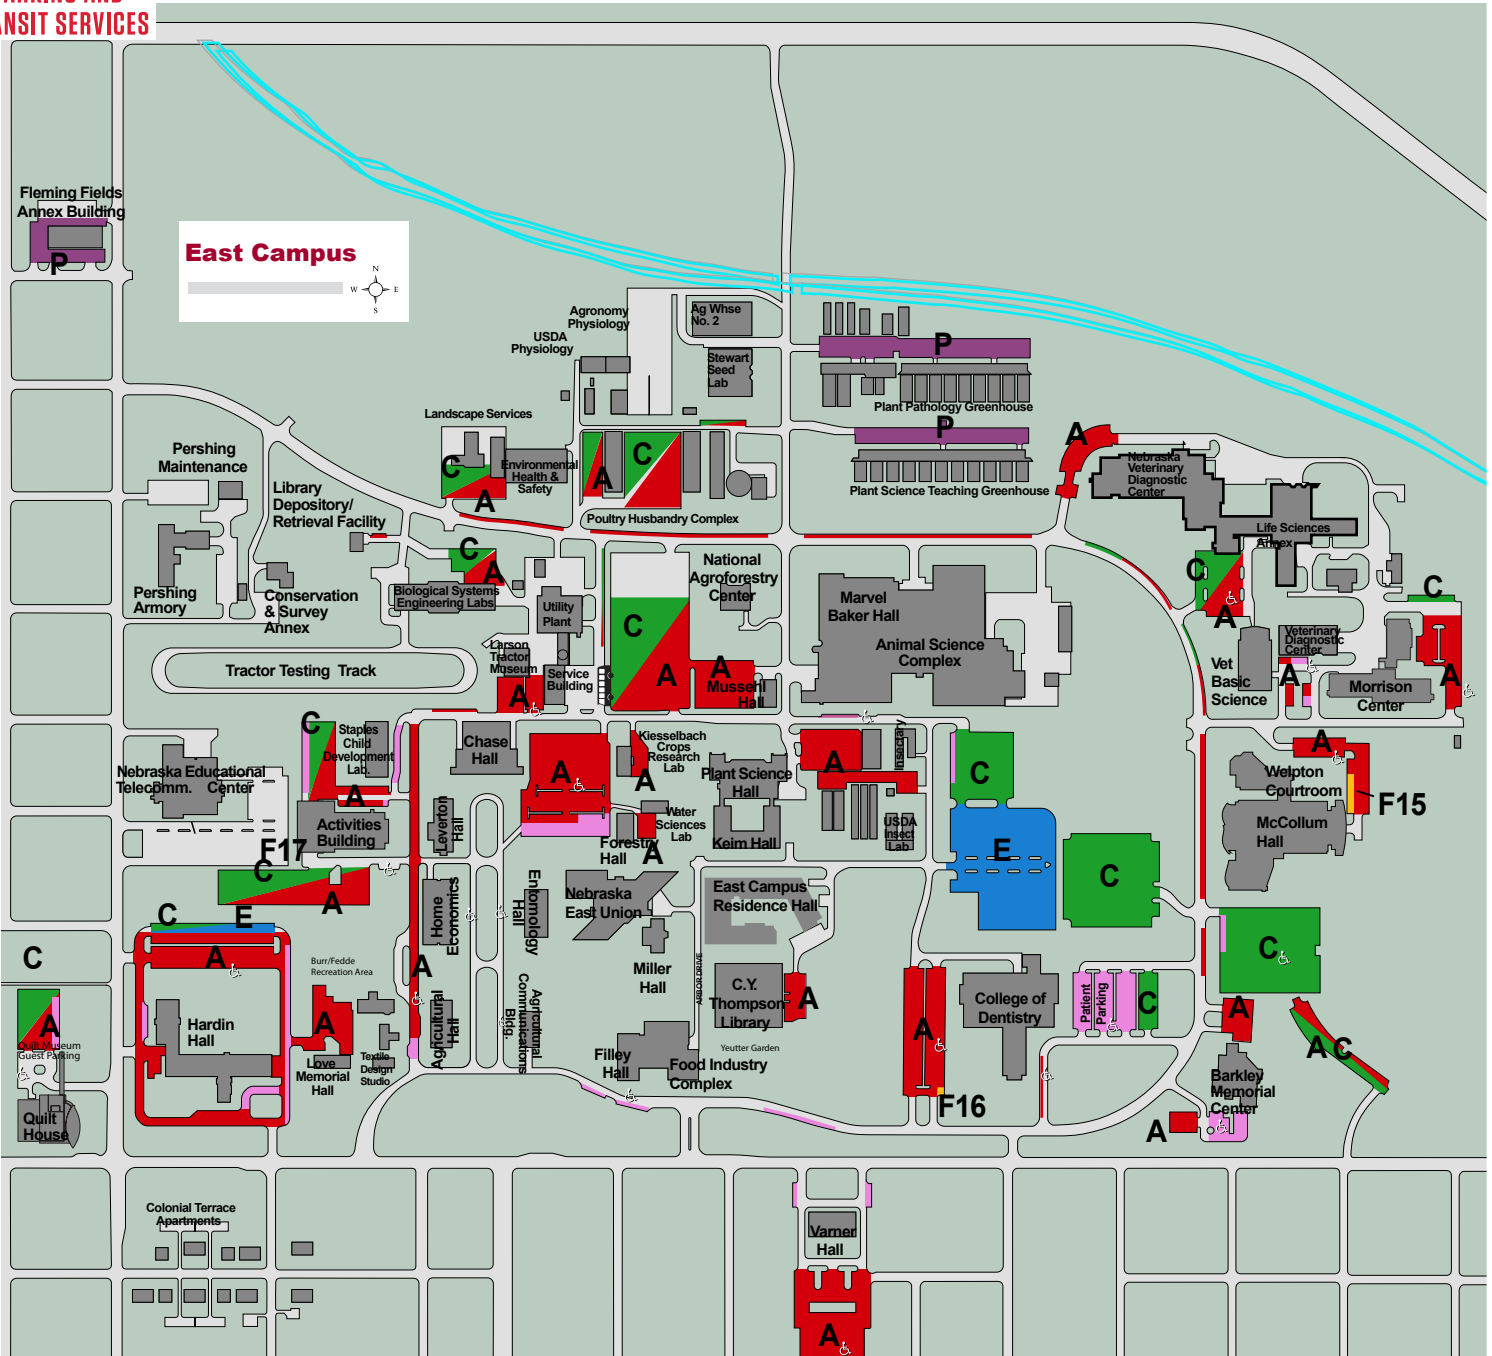 ANSIT SERVICES
Fleming Fields
Annex Building
P
East Campus
N
W E
S
Agronomy
Physiology
USDA
Physiology
Ag Whse
No. 2
Stewart
Seed
Lab
P
Plant Pathology Greenhouse
P
Plant Science Teaching Greenhouse
Landscape Services
C
A
Environmental
Health &
Safety
A
C
Poultry Husbandry Complex
A
Nebraska
Veterinary
Diagnostic
Center
Life Sciences
Annex
Pershing
Maintenance
Library
Depository/
Retrieval Facility
Pershing
Armory
Conservation
& Survey
Annex
C
A
Biological Systems
Engineering Labs
Utility
Plant
National
Agroforestry
Center
Marvel
Baker Hall
Animal Science
Complex
C
A
C
Veterinary
Diagnostic
Center
Vet
Basic
Science
A
Morrison
Center
A
Tractor Testing Track
Larson
Tractor
Museum
Service
Building
A
C
A
A
Mussehl
Hall
C
Staples
Child
Development
Lab.
A
Nebraska Educational
Telecomm. Center
Activities
Building
F17
C
A
Chase
Hall
Leverton
Hall
A
Kiesselbach
Crops
Research
Lab
A
Water
Sciences
Lab
Forestry
Hall
A
Plant Science
Hall
Keim Hall
A
Insectary
USDA
Insect
Lab
C
E
C
A
Welpton
Courtroom
F15
McCollum
Hall
C
E
A
C
A
Quilt Museum
Guest Parking
Quilt
House
Hardin
Hall
Burr/Fedde
Recreation Area
A
Love
Memorial
Hall
Textile
Design
Studio
Home
Economics
A
Agricultural
Hall
Entomology
Hall
Agricultural
Communications
Bldg.
Nebraska
East Union
Miller
Hall
Filley
Hall
Food Industry
Complex
East Campus
Residence Hall
ARBOR DRIVE
C.Y.
Thompson
Library
A
Yeutter Garden
A
F16
College of
Dentistry
Patient
Parking
C
C
A
A C
Barkley
Memorial
Center
A
Colonial Terrace
Apartments
Varner
Hall
A